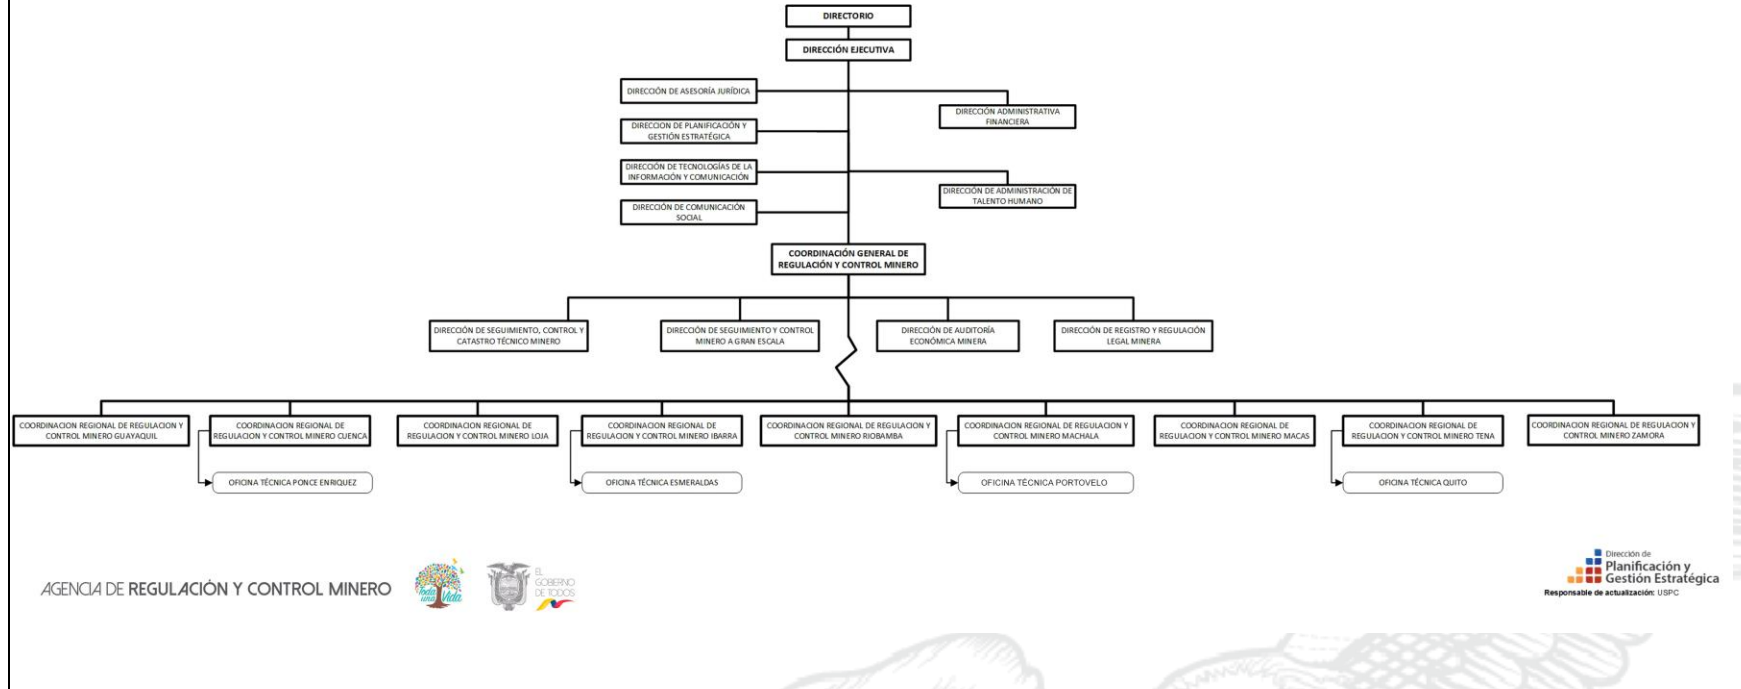 DIRECTORIO
DIRECCIÓN EJECUTIVA
DIRECCIÓN DE ASESORÍA JURÍDICA
DIRECCIÓN ADMINISTRATIVA
FINANCIERA
DIRECCION DE PLANIFICACIÓN Y
GESTIÓN ESTRATÉGICA
DIRECCIÓN DE TECNOLOGÍAS DE LA
INFORMACIÓN Y COMUNICACIÓN
DIRECCIÓN DE ADMINISTRACIÓN DE
TALENTO HUMANO
DIRECCIÓN DE COMUNICACIÓN
SOCIAL
COORDINACIÓN GENERAL DE
REGULACIÓN Y CONTROL MINERO
DIRECCIÓN DE SEGUIMIENTO, CONTROL Y
CATASTRO TÉCNICO MINERO
DIRECCIÓN DE SEGUIMIENTO Y CONTROL
MINERO A GRAN ESCALA
DIRECCIÓN DE AUDITORÍA
ECONÓMICA MINERA
DIRECCIÓN DE REGISTRO Y REGULACIÓN
LEGAL MINERA
COORDINACION REGIONAL DE REGULACION Y
CONTROL MINERO GUAYAQUIL
COORDINACION REGIONAL DE
REGULACION Y CONTROL MINERO CUENCA
COORDINACION REGIONAL DE
REGULACION Y CONTROL MINERO LOJA
COORDINACION REGIONAL DE
REGULACION Y CONTROL MINERO IBARRA
COORDINACION REGIONAL DE REGULACION Y
CONTROL MINERO RIOBAMBA
COORDINACION REGIONAL DE REGULACION Y
CONTROL MINERO MACHALA
COORDINACION REGIONAL DE
REGULACION Y CONTROL MINERO MACAS
COORDINACION REGIONAL DE
REGULACION Y CONTROL MINERO TENA
COORDINACION REGIONAL DE REGULACION Y
CONTROL MINERO ZAMORA
OFICINA TÉCNICA PONCE ENRIQUEZ
OFICINA TÉCNICA ESMERALDAS
OFICINA TÉCNICA PORTOVELO
OFICINA TÉCNICA QUITO
AGENCIA DE REGULACIÓN Y CONTROL MINERO
Toda
una Vida
EL
GOBIERNO
DE TODOS
Dirección de
Planificación y
Gestión Estratégica
Responsable de actualización: USPC